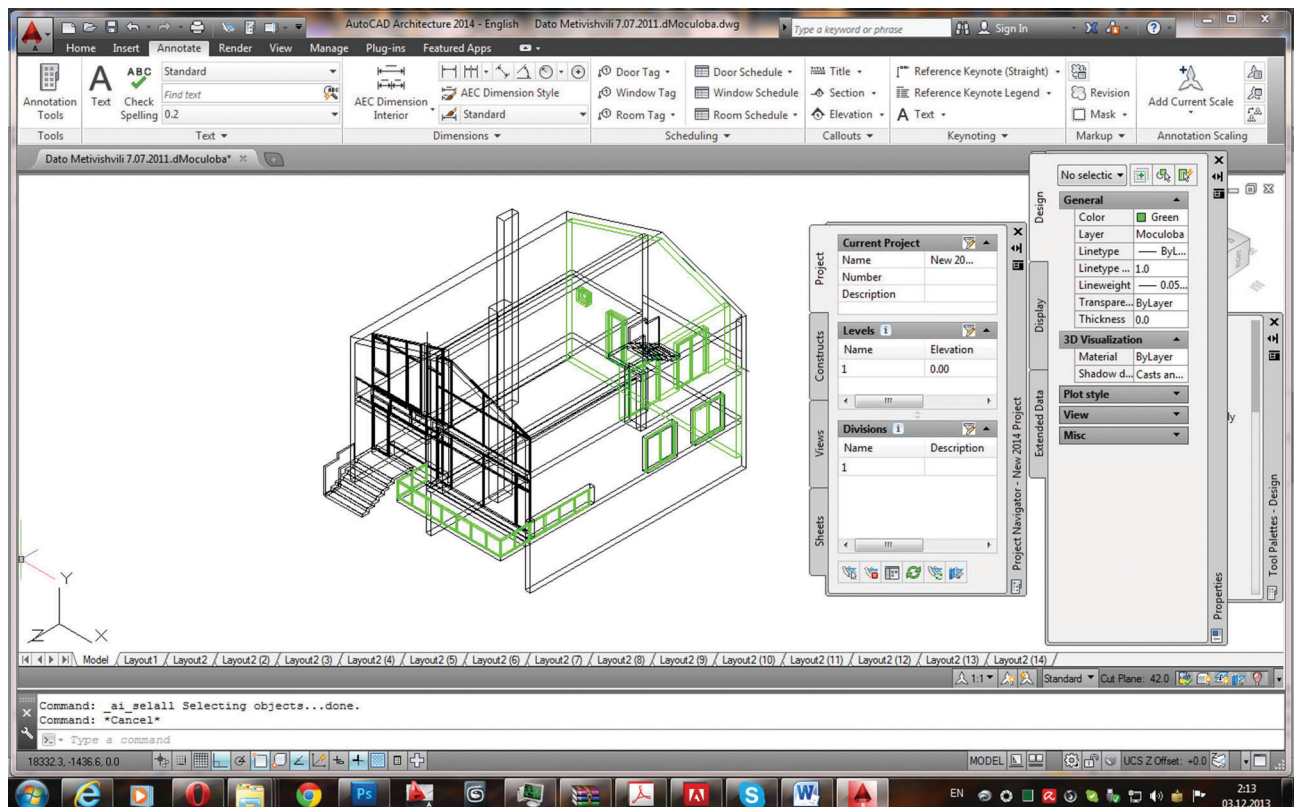 AutoCAD Architecture 2014 - English Dato Metivishvili 7.07.2011.dMoculoba.dwg
Type a keyword or phrase
Sign In
Home Insert Annotate Render View Manage Plug-ins Featured Apps
Annotation Tools
Text
ABC
Check Spelling
Standard
Find text
0.2
AEC Dimension Interior
AEC Dimension Style
Standard
Door Tag
Window Tag
Room Tag
Door Schedule
Window Schedule
Room Schedule
Title
Section
Elevation
Reference Keynote (Straight)
Reference Keynote Legend
A Text
Revision
Mask
Add Current Scale
Tools Text Dimensions Scheduling Callouts Keynoting Markup Annotation Scaling
Dato Metivishvili 7.07.2011.dMoculoba*
Project
Constructs
Views
Sheets
Current Project
Name New 20...
Number
Description
Levels
Name Elevation
1 0.00
Divisions
Name Description
1
Project Navigator - New 2014 Project
Design
Display
Extended Data
No selectic
General
Color Green
Layer Moculoba
Linetype ByL...
Linetype ... 1.0
Lineweight 0.05...
Transpare... ByLayer
Thickness 0.0
3D Visualization
Material ByLayer
Shadow d... Casts an...
Plot style
View
Misc
Properties
ly
Tool Palettes - Design
Y
Z X
Model Layout1 Layout2 Layout2 (2) Layout2 (3) Layout2 (4) Layout2 (5) Layout2 (6) Layout2 (7) Layout2 (8) Layout2 (9) Layout2 (10) Layout2 (11) Layout2 (12) Layout2 (13) Layout2 (14)
1:1 Standard Cut Plane: 42.0
Command: _ai_selall Selecting objects...done.
Command: *Cancel*
Type a command
18332.3, -1436.6, 0.0
MODEL
UCS Z Offset: +0.0
Ps
EN
2:13
03.12.2013